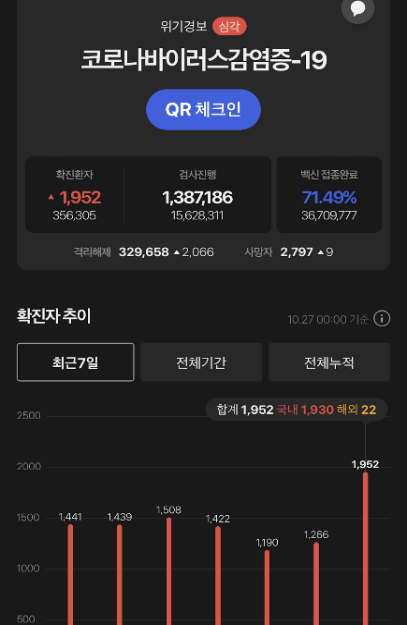 위기경보 심각
코로나바이러스감염증-19
QR 체크인
확진환자 검사진행 백신 접종완료
▲ 1,952 1,387,186 71.49%
356,305 15,628,311 36,709,777
격리해제 329,658 ▲2,066 사망자 2,797 ▲9
확진자 추이 10.27 00:00 기준
최근7일 전체기간 전체누적
합계 1,952 국내 1,930 해외 22
2500
2000
1,952
1500 1,441 1,439 1,508 1,422
1,190 1,266
1000
500